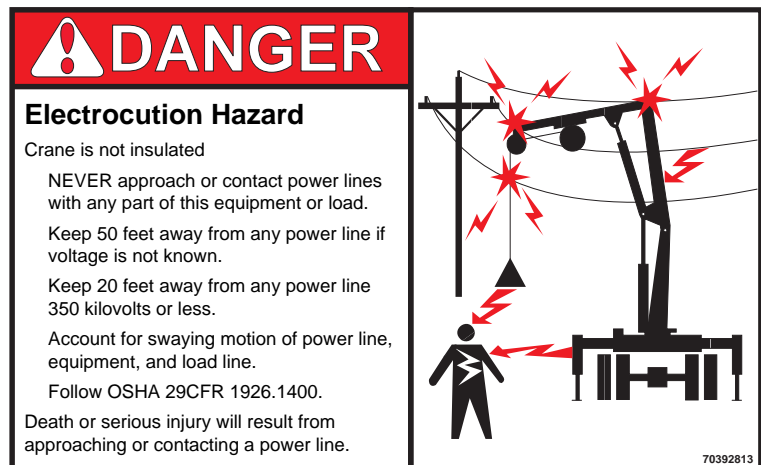 DANGER
Electrocution Hazard
Crane is not insulated
NEVER approach or contact power lines
with any part of this equipment or load.
Keep 50 feet away from any power line if
voltage is not known.
Keep 20 feet away from any power line
350 kilovolts or less.
Account for swaying motion of power line,
equipment, and load line.
Follow OSHA 29CFR 1926.1400.
Death or serious injury will result from
approaching or contacting a power line.
70392813